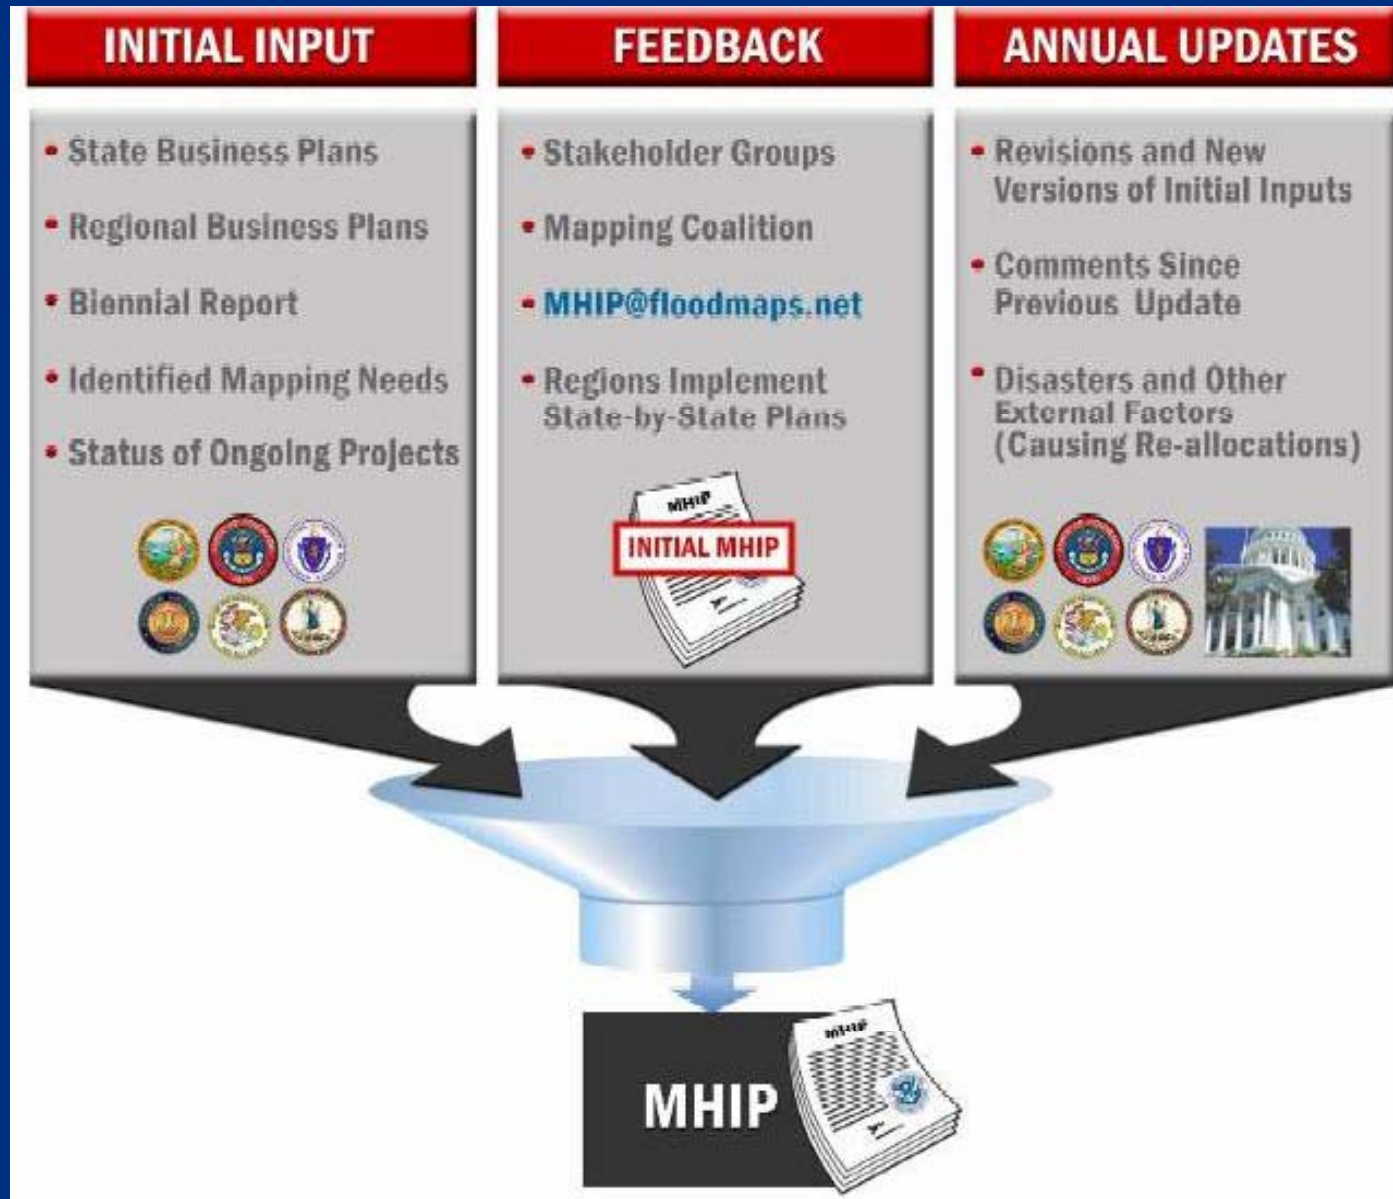 INITIAL INPUT
• State Business Plans
• Regional Business Plans
• Biennial Report
• Identified Mapping Needs
• Status of Ongoing Projects
FEEDBACK
• Stakeholder Groups
• Mapping Coalition
• MHIP@floodmaps.net
• Regions Implement
State-by-State Plans
MHIP
INITIAL MHIP
ANNUAL UPDATES
• Revisions and New
Versions of Initial Inputs
• Comments Since
Previous Update
• Disasters and Other
External Factors
(Causing Re-allocations)
MHIP
MHIP